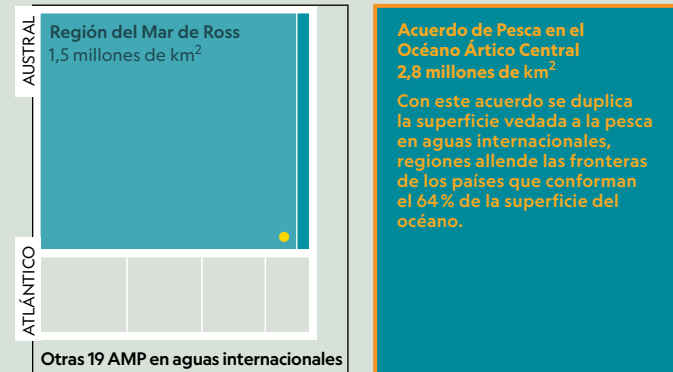 AUSTRAL
Región del Mar de Ross
1,5 millones de km²
ATLÁNTICO
Otras 19 AMP en aguas internacionales
Acuerdo de Pesca en el
Océano Ártico Central
2,8 millones de km²
Con este acuerdo se duplica
la superficie vedada a la pesca
en aguas internacionales,
regiones allende las fronteras
de los países que conforman
el 64 % de la superficie del
océano.